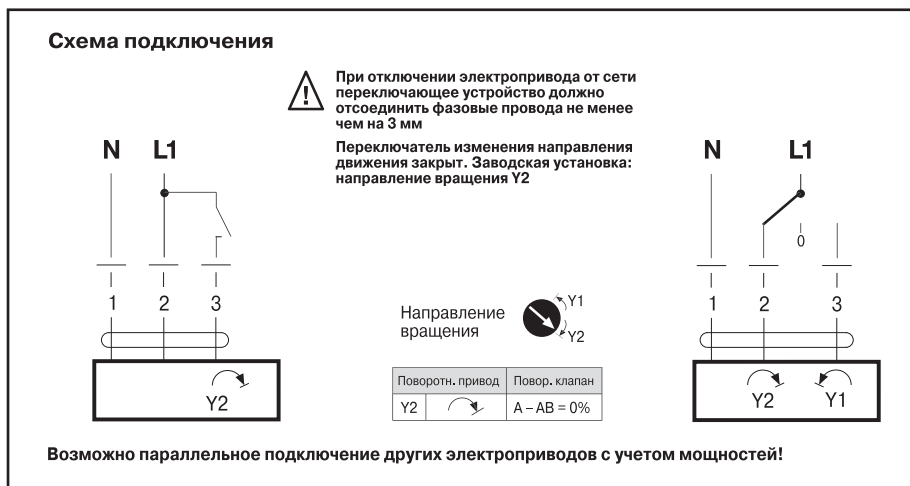 Схема подключения
При отключении электропривода от сети
переключающее устройство должно
отсоединить фазовые провода не менее
чем на 3 мм
Переключатель изменения направления
движения закрыт. Заводская установка:
направление вращения Y2
N L1
1 2 3
Y2
Направление
вращения
Y1
Y2
Поворотн. привод Повор. клапан
Y2 A – AB = 0%
N L1
0
1 2 3
Y2 Y1
Возможно параллельное подключение других электроприводов с учетом мощностей!